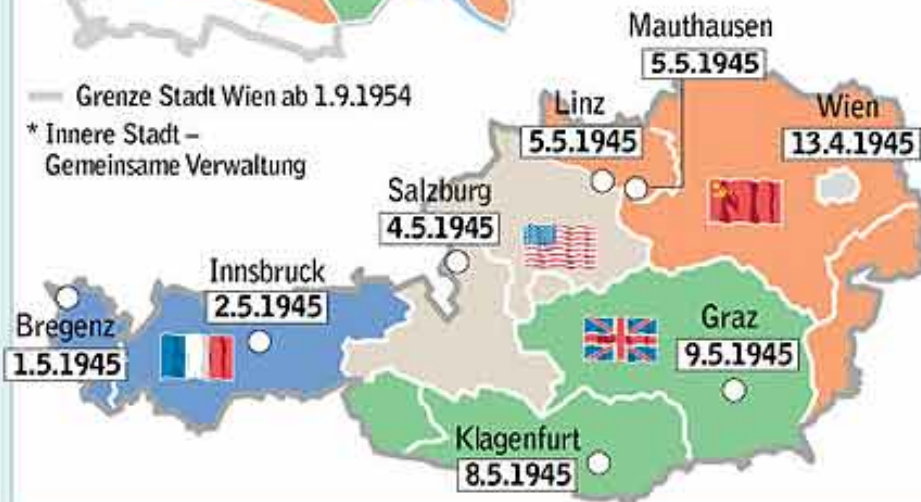 Grenze Stadt Wien ab 1.9.1954
* Innere Stadt –
Gemeinsame Verwaltung
Mauthausen
5.5.1945
Linz
5.5.1945
Wien
13.4.1945
Salzburg
4.5.1945
Innsbruck
2.5.1945
Bregenz
1.5.1945
Graz
9.5.1945
Klagenfurt
8.5.1945